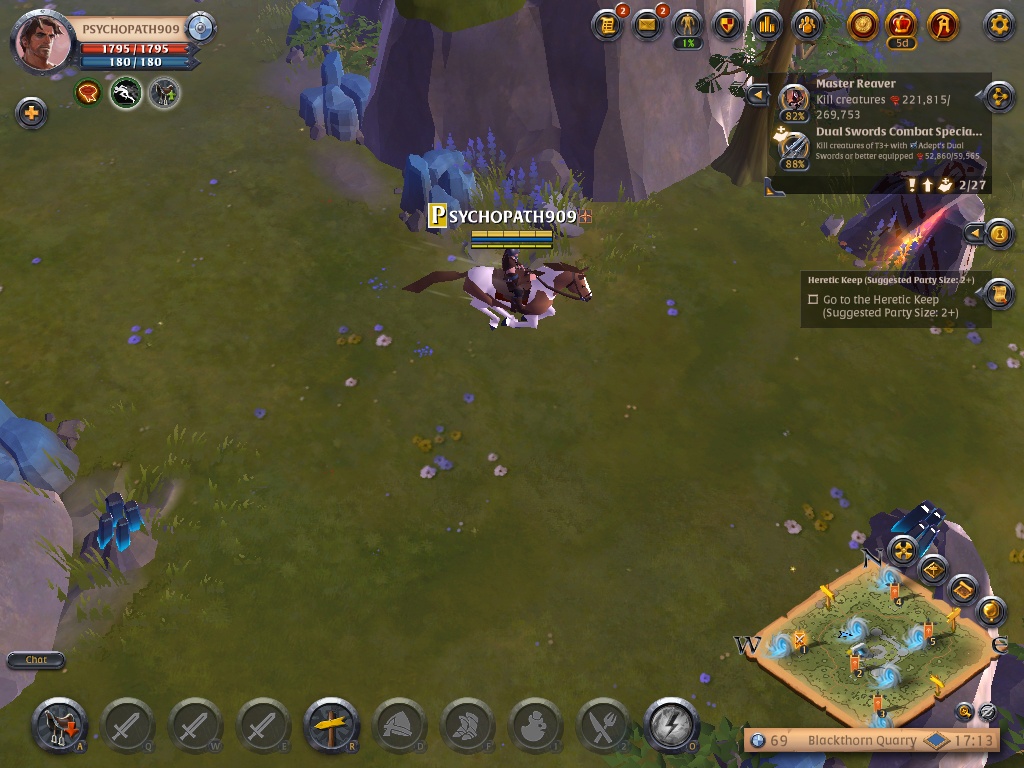 PSYCHOPATH909
1795 / 1795
180 / 180
2
2
1%
5d
Master Reaver
Kill creatures 221,815/
269,753
82%
Dual Swords Combat Specia...
Kill creatures of T3+ with Adept's Dual
Swords or better equipped 52,860/59,565
88%
2/27
PSYCHOPATH909
Heretic Keep (Suggested Party Size: 2+)
Go to the Heretic Keep
(Suggested Party Size: 2+)
N
W
E
4
1
5
2
3
Chat
A
Q
W
E
R
D
F
1
2
O
69
Blackthorn Quarry
17:13